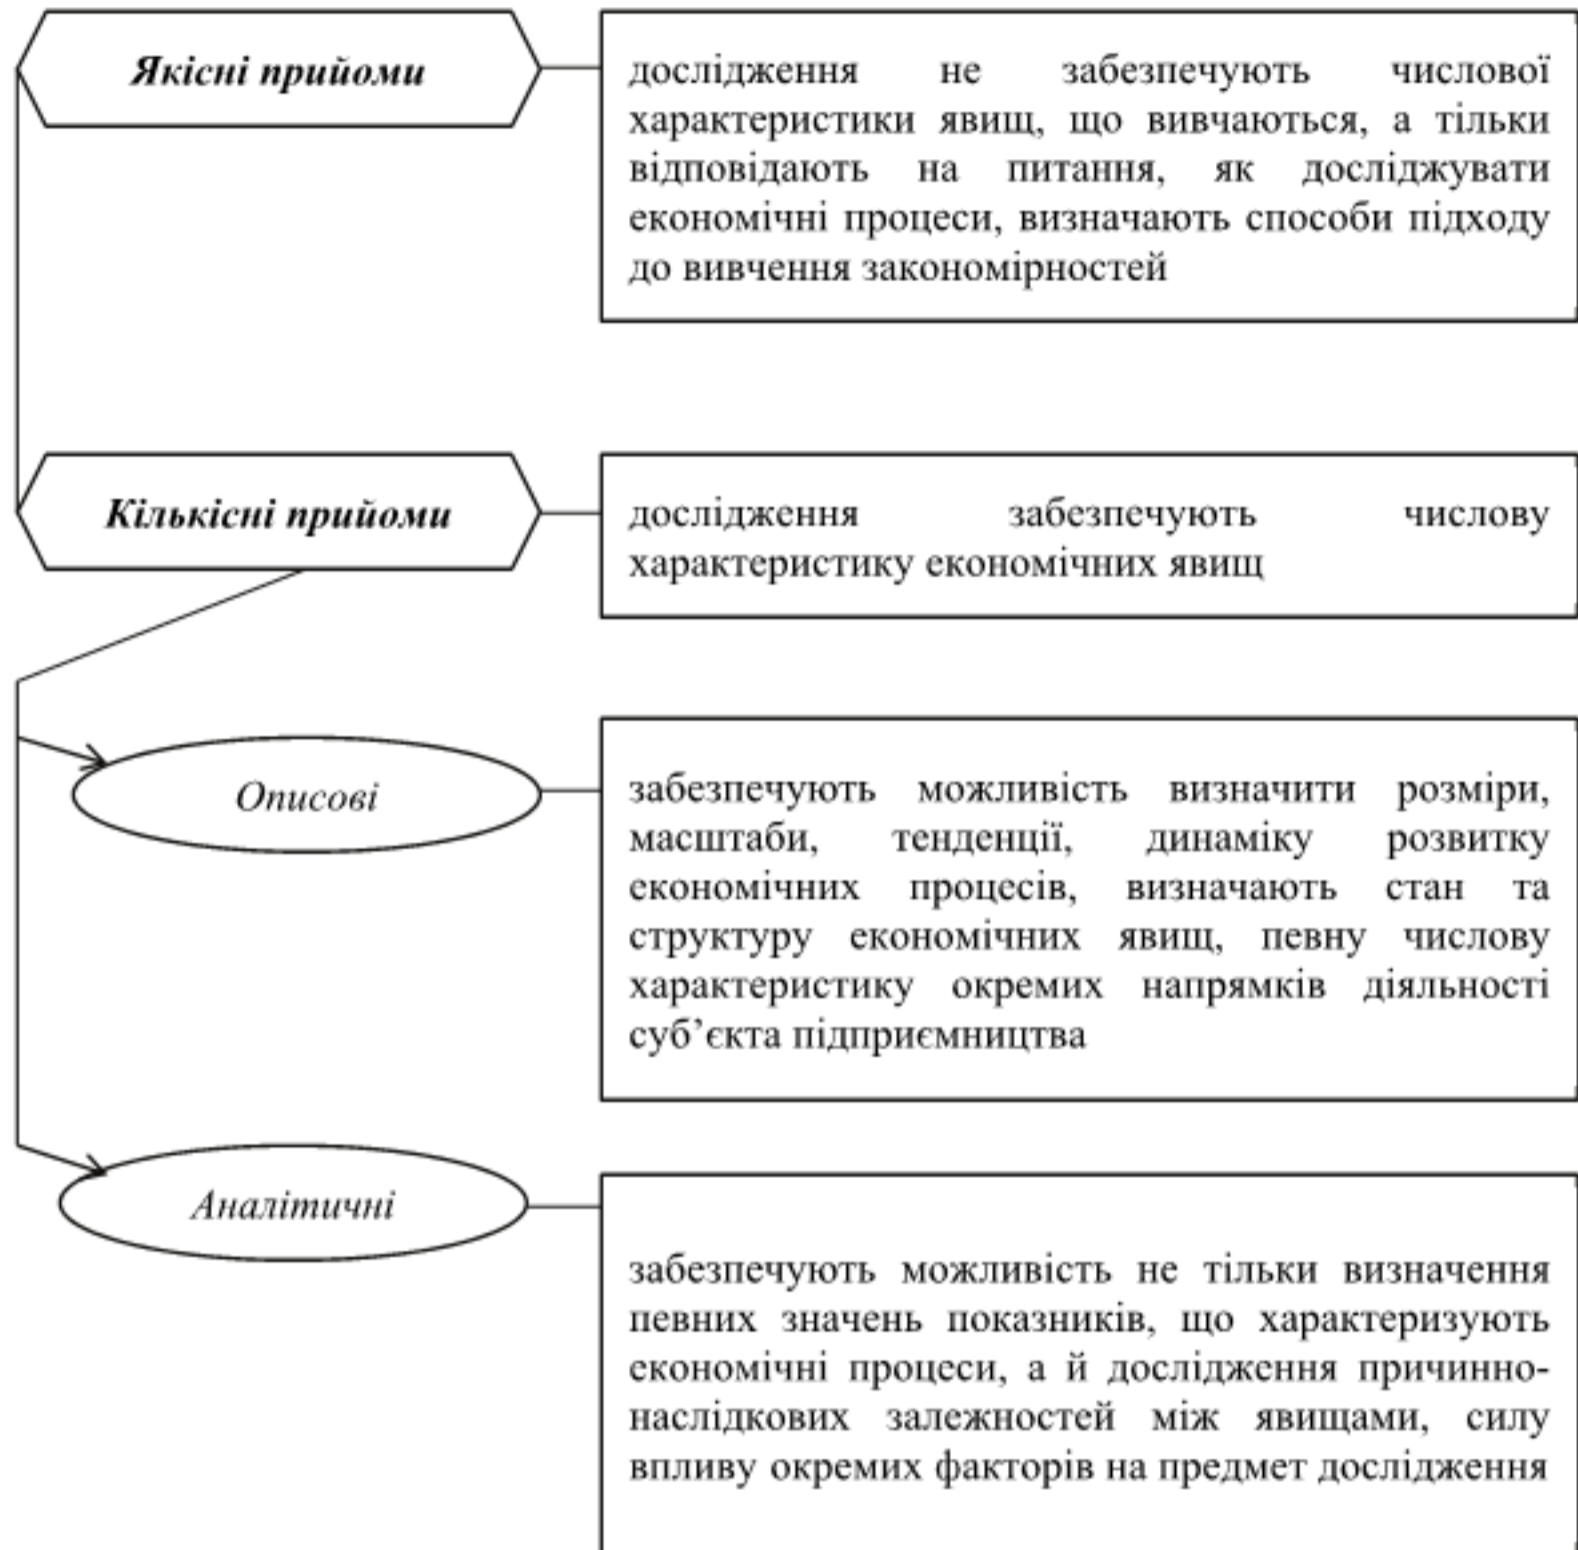 Якісні прийоми
дослідження не забезпечують числової
характеристики явищ, що вивчаються, а тільки
відповідають на питання, як досліджувати
економічні процеси, визначають способи підходу
до вивчення закономірностей
Кількісні прийоми
дослідження забезпечують числову
характеристику економічних явищ
Описові
забезпечують можливість визначити розміри,
масштаби, тенденції, динаміку розвитку
економічних процесів, визначають стан та
структуру економічних явищ, певну числову
характеристику окремих напрямків діяльності
суб’єкта підприємництва
Аналітичні
забезпечують можливість не тільки визначення
певних значень показників, що характеризують
економічні процеси, а й дослідження причинно-
наслідкових залежностей між явищами, силу
впливу окремих факторів на предмет дослідження